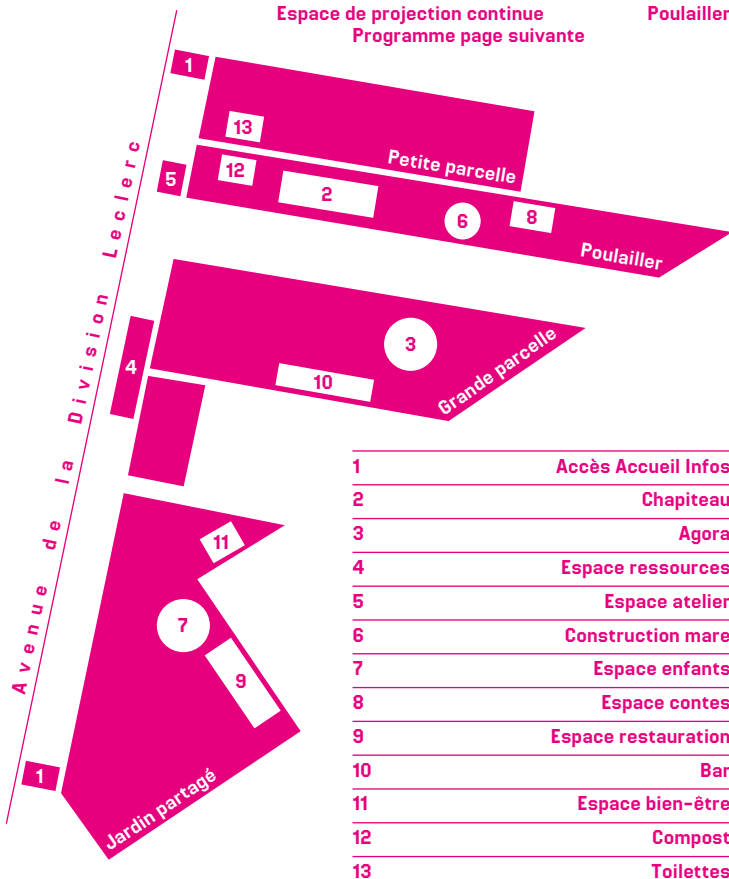 Espace de projection continue Poulailler
Programme page suivante
1
13
Petite parcelle
5
12
2
6
8
Poulailler
Avenue de la Division Leclerc
4
3
10
Grande parcelle
11
7
9
1
Jardin partagé
1 Accès Accueil Infos
2 Chapiteau
3 Agora
4 Espace ressources
5 Espace atelier
6 Construction mare
7 Espace enfants
8 Espace contes
9 Espace restauration
10 Bar
11 Espace bien-être
12 Compost
13 Toilettes